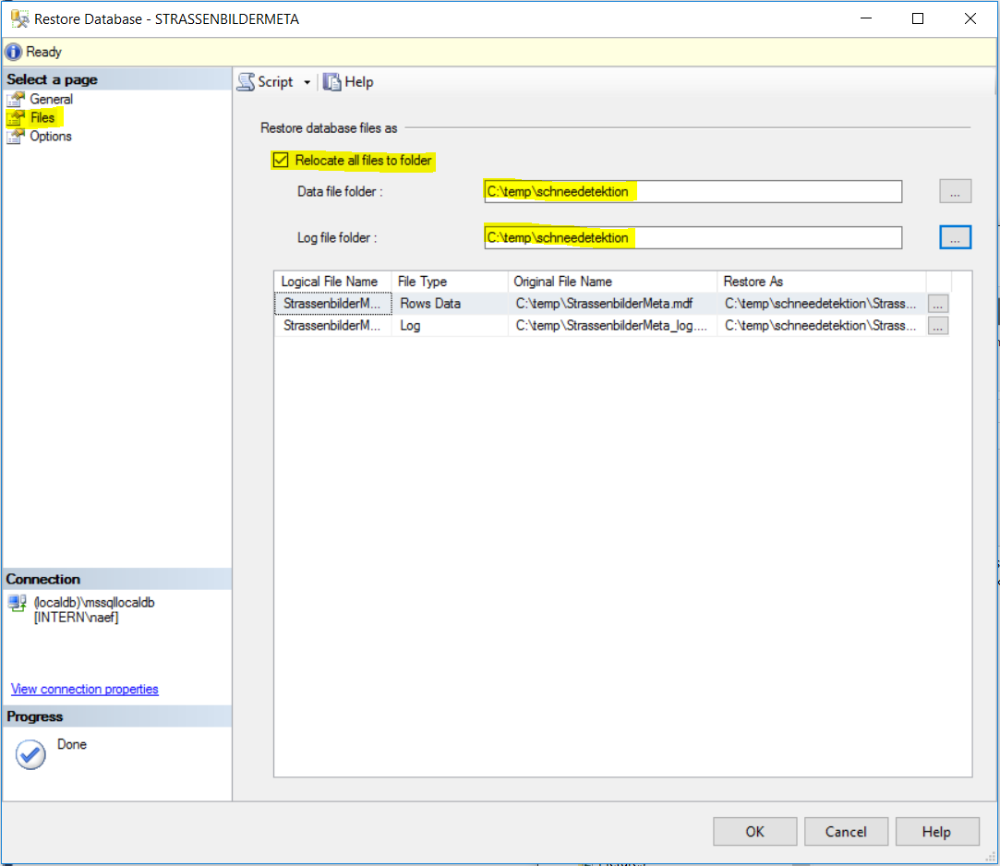 Restore Database - STRASSENBILDERMETA
Ready
Select a page
General
Files
Options
Script
Help
Restore database files as
Relocate all files to folder
Data file folder :
C:\temp\schneedetektion
...
Log file folder :
C:\temp\schneedetektion
...
Logical File Name File Type Original File Name Restore As
StrassenbilderM... Rows Data C:\temp\StrassenbilderMeta.mdf C:\temp\schneedetektion\Strass... ...
StrassenbilderM... Log C:\temp\StrassenbilderMeta_log.... C:\temp\schneedetektion\Strass... ...
Connection
(localdb)\mssqllocaldb
[INTERN\naef]
View connection properties
Progress
Done
OK Cancel Help